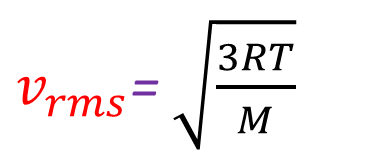 v_rms = √(3RT/M)